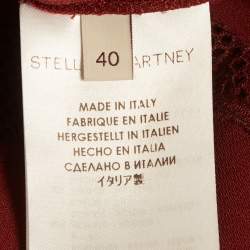 40
STELL ARTNEY
MADE IN ITALY
FABRIQUE EN ITALIE
HERGESTELLT IN ITALIEN
HECHO EN ITALIA
СДЕЛАНО В ИТАЛИИ
イタリア製